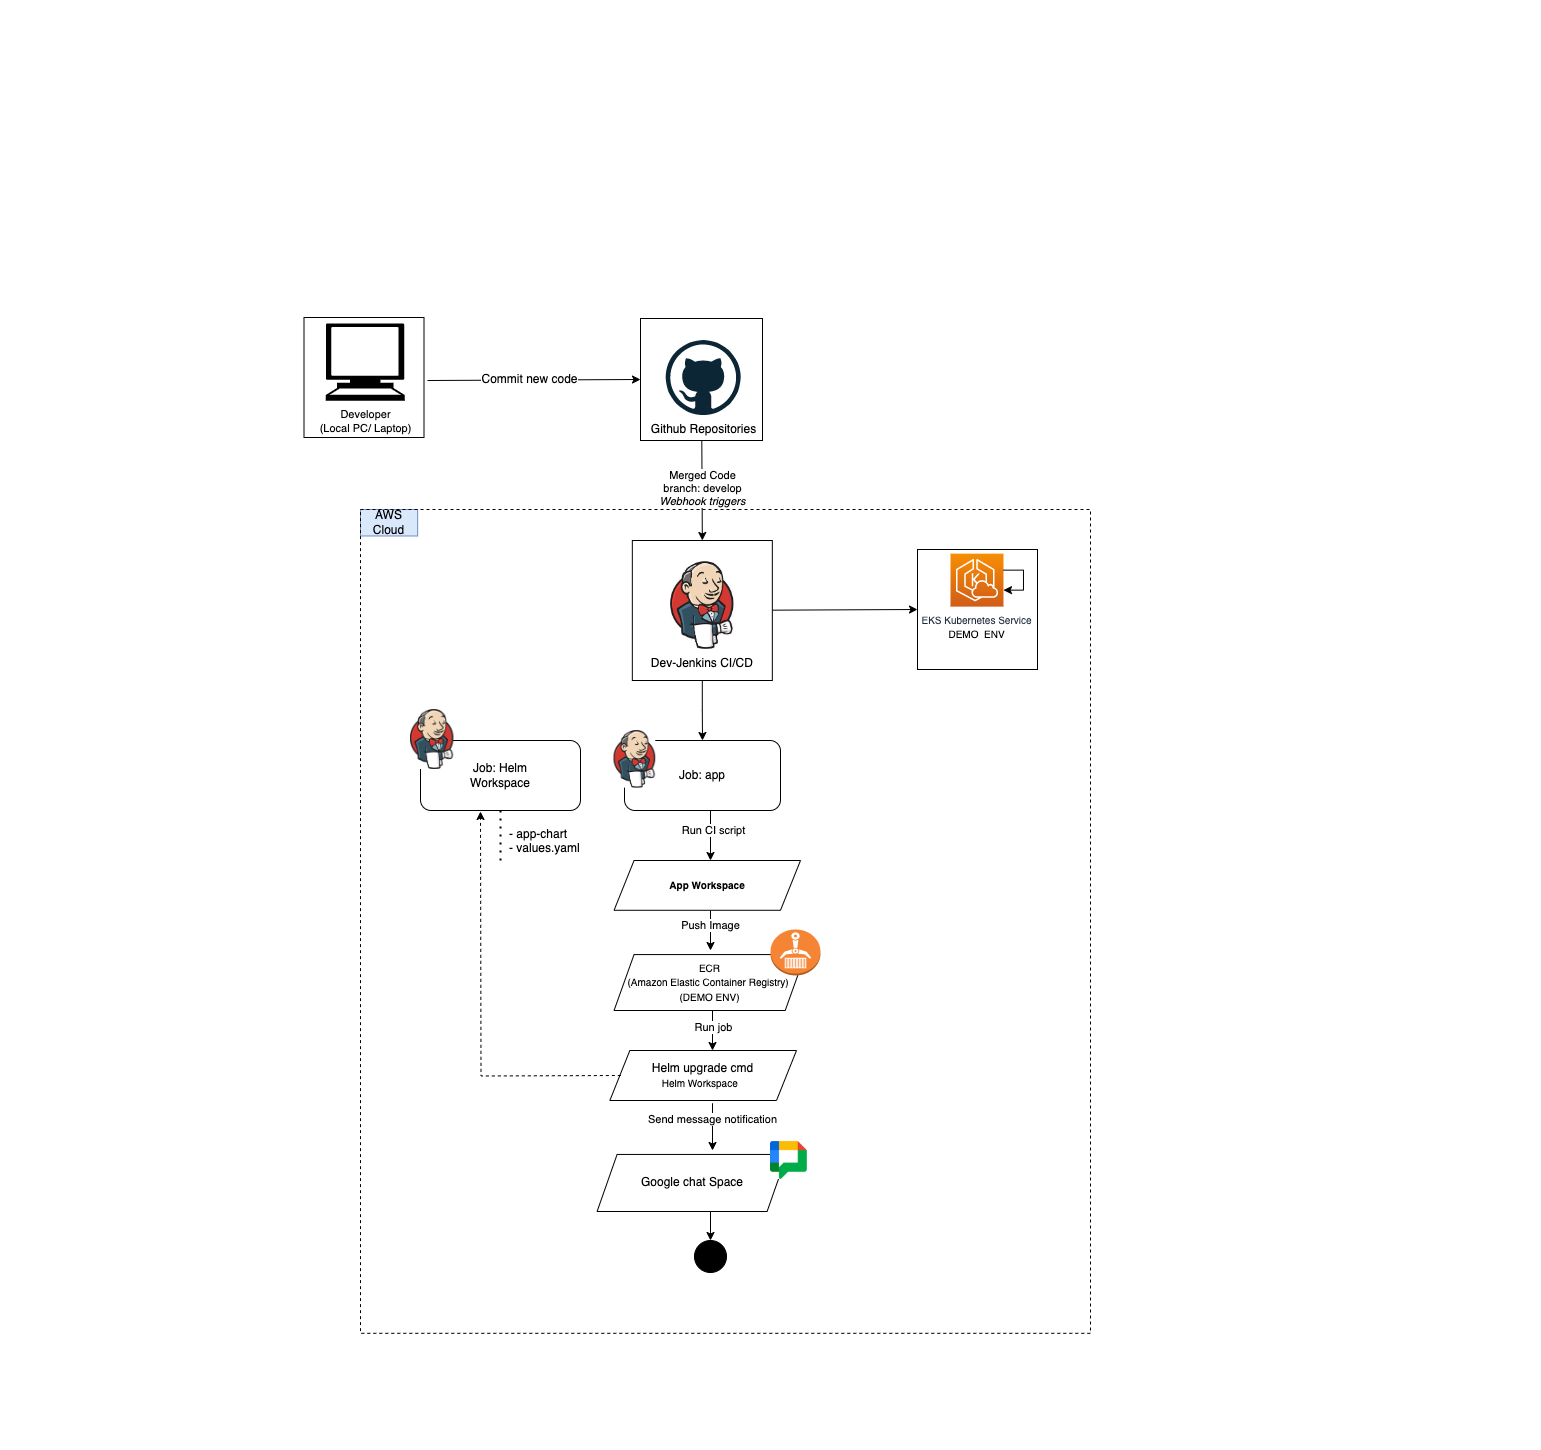 Developer
(Local PC/ Laptop)
Commit new code
Github Repositories
Merged Code
branch: develop
Webhook triggers
AWS
Cloud
Dev-Jenkins CI/CD
EKS Kubernetes Service
DEMO ENV
Job: Helm
Workspace
- app-chart
- values.yaml
Job: app
Run CI script
App Workspace
Push Image
ECR
(Amazon Elastic Container Registry)
(DEMO ENV)
Run job
Helm upgrade cmd
Helm Workspace
Send message notification
Google chat Space